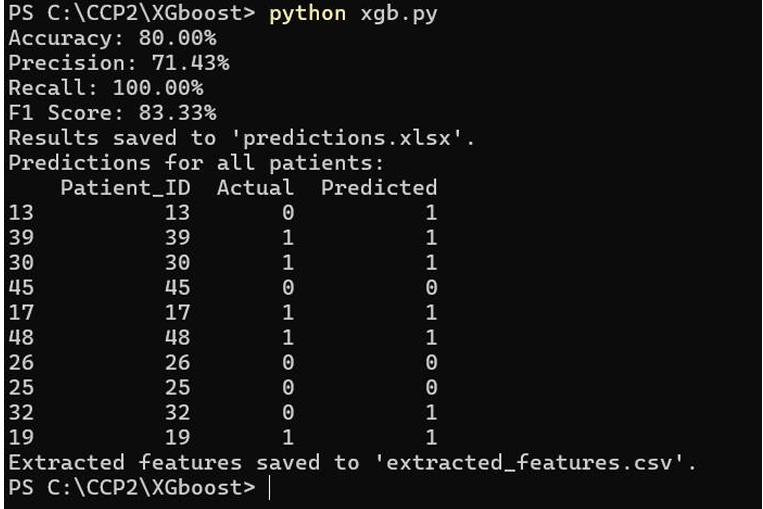 PS C:\CCP2\XGboost> python xgb.py
Accuracy: 80.00%
Precision: 71.43%
Recall: 100.00%
F1 Score: 83.33%
Results saved to 'predictions.xlsx'.
Predictions for all patients:
    Patient_ID  Actual  Predicted
13          13       0          1
39          39       1          1
30          30       1          1
45          45       0          0
17          17       1          1
48          48       1          1
26          26       0          0
25          25       0          0
32          32       0          1
19          19       1          1
Extracted features saved to 'extracted_features.csv'.
PS C:\CCP2\XGboost>